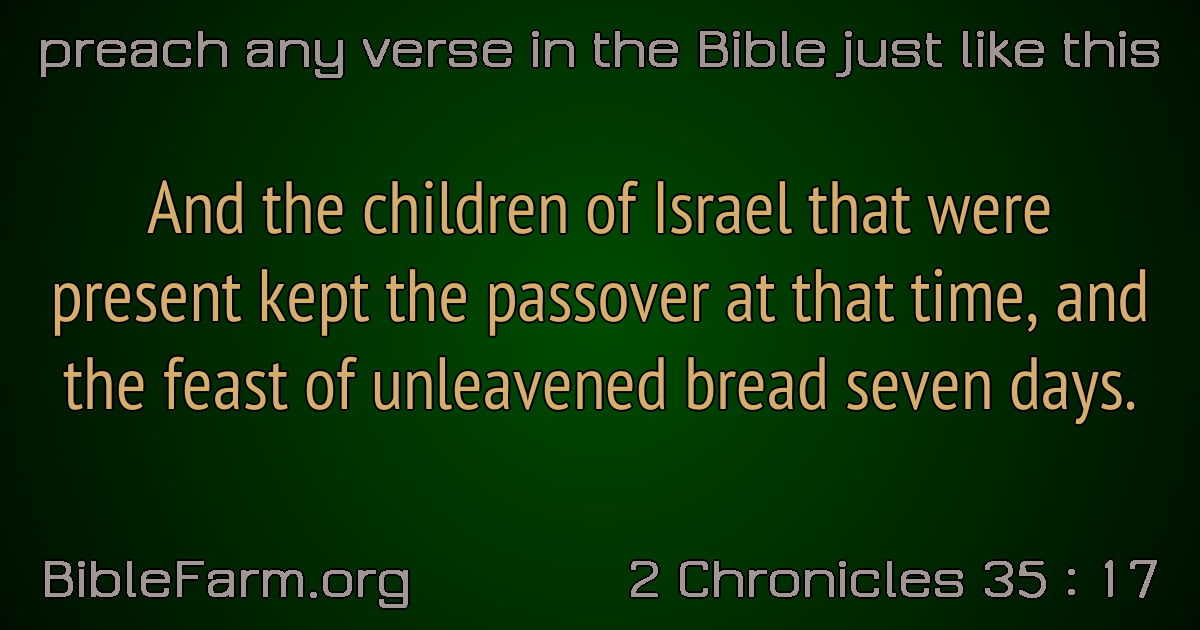 preach any verse in the Bible just like this
And the children of Israel that were
present kept the passover at that time, and
the feast of unleavened bread seven days.
BibleFarm.org
2 Chronicles 35 : 17